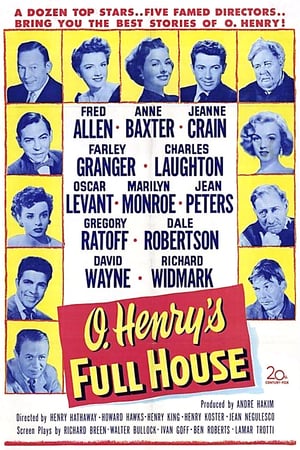 A DOZEN TOP STARS..FIVE FAMED DIRECTORS..
BRING YOU THE BEST STORIES OF O. HENRY!
FRED ANNE JEANNE
ALLEN · BAXTER · CRAIN
FARLEY CHARLES
GRANGER · LAUGHTON
OSCAR MARILYN JEAN
LEVANT · MONROE · PETERS
GREGORY DALE
RATOFF · ROBERTSON
DAVID RICHARD
WAYNE · WIDMARK
O. Henry's
FULL HOUSE
20th
CENTURY-FOX
Produced by ANDRE HAKIM
Directed by HENRY HATHAWAY · HOWARD HAWKS · HENRY KING · HENRY KOSTER · JEAN NEGULESCO
Screen Plays by RICHARD BREEN · WALTER BULLOCK · IVAN GOFF · BEN ROBERTS · LAMAR TROTTI